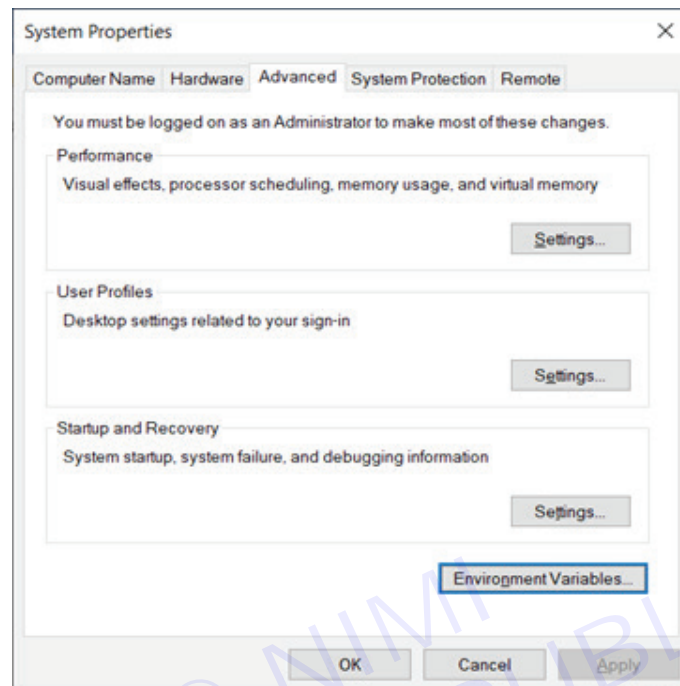 System Properties
Computer Name Hardware Advanced System Protection Remote
You must be logged on as an Administrator to make most of these changes.
Performance
Visual effects, processor scheduling, memory usage, and virtual memory
Settings...
User Profiles
Desktop settings related to your sign-in
Settings...
Startup and Recovery
System startup, system failure, and debugging information
Settings...
Environment Variables...
OK Cancel Apply
NIMI